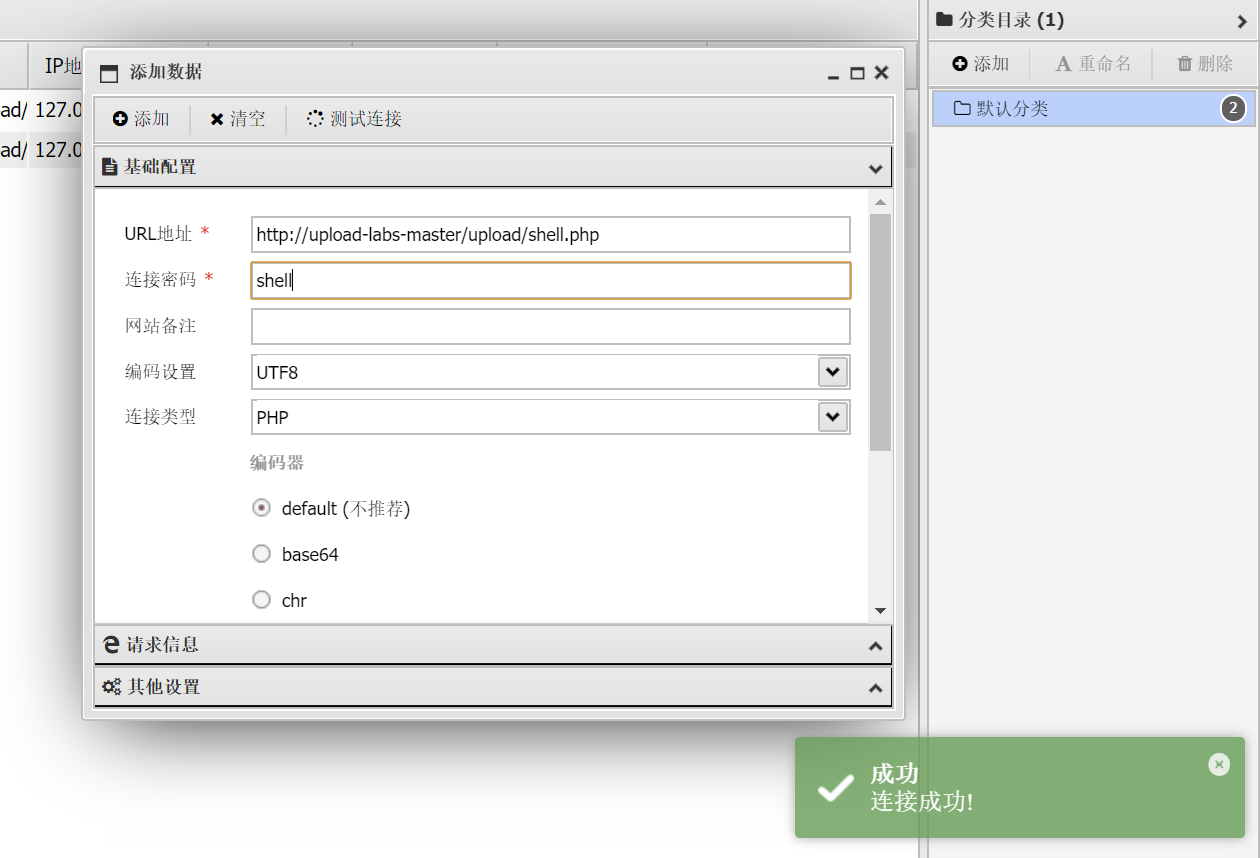 分类目录 (1)
添加 重命名 删除
默认分类 2
IP地
ad/ 127.0
ad/ 127.0
添加数据
添加 清空 测试连接
基础配置
URL地址 * http://upload-labs-master/upload/shell.php
连接密码 * shell
网站备注
编码设置 UTF8
连接类型 PHP
编码器
default (不推荐)
base64
chr
请求信息
其他设置
成功
连接成功!